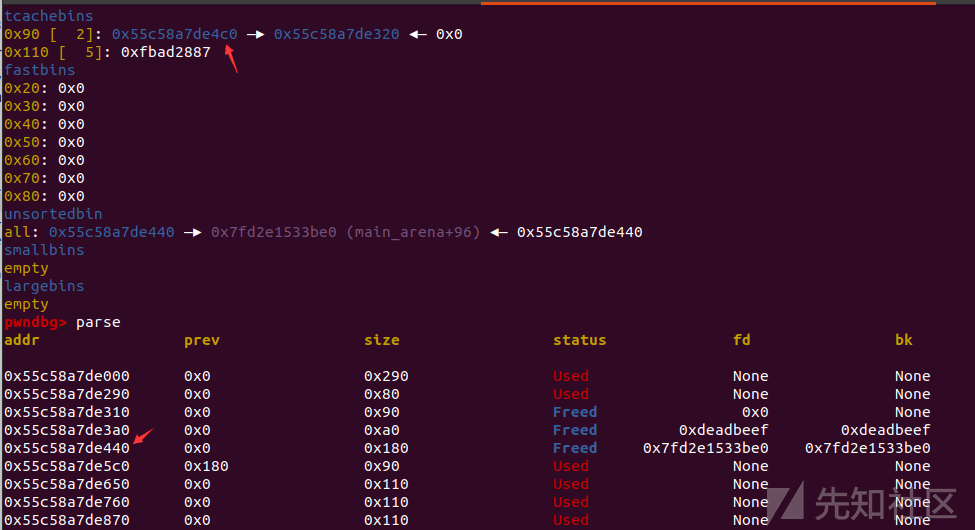 tcachebins
0x90 [  2]: 0x55c58a7de4c0 —▸ 0x55c58a7de320 ◂— 0x0
0x110 [  5]: 0xfbad2887
fastbins
0x20: 0x0
0x30: 0x0
0x40: 0x0
0x50: 0x0
0x60: 0x0
0x70: 0x0
0x80: 0x0
unsortedbin
all: 0x55c58a7de440 —▸ 0x7fd2e1533be0 (main_arena+96) ◂— 0x55c58a7de440
smallbins
empty
largebins
empty
pwndbg> parse
addr prev size status fd bk
0x55c58a7de000 0x0 0x290 Used None None
0x55c58a7de290 0x0 0x80 Used None None
0x55c58a7de310 0x0 0x90 Freed 0x0 None
0x55c58a7de3a0 0x0 0xa0 Freed 0xdeadbeef 0xdeadbeef
0x55c58a7de440 0x0 0x180 Freed 0x7fd2e1533be0 0x7fd2e1533be0
0x55c58a7de5c0 0x180 0x90 Used None None
0x55c58a7de650 0x0 0x110 Used None None
0x55c58a7de760 0x0 0x110 Used None None
0x55c58a7de870 0x0 0x110 Used None None
先知社区